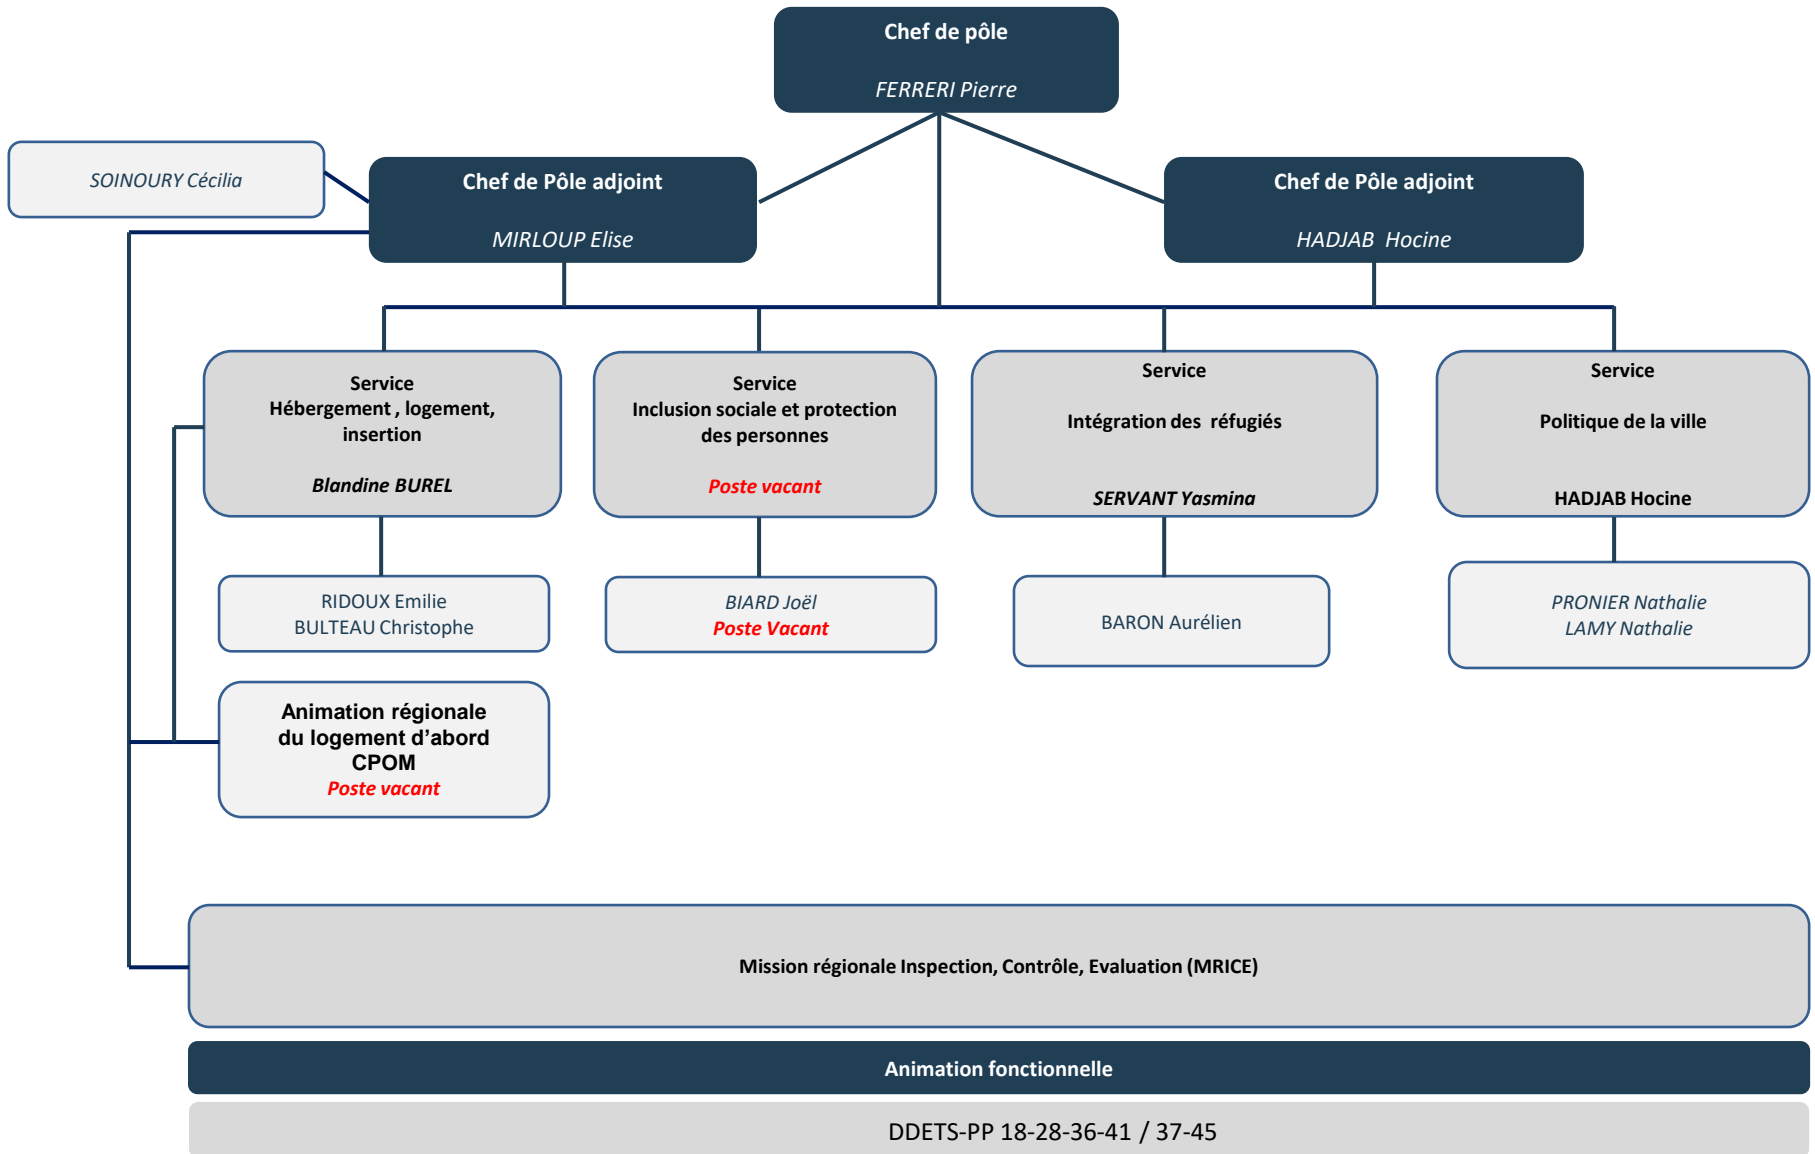 Chef de pôle
FERRERI Pierre
SOINOURY Cécilia
Chef de Pôle adjoint
MIRLOUP Elise
Chef de Pôle adjoint
HADJAB Hocine
Service
Hébergement , logement,
insertion
Blandine BUREL
Service
Inclusion sociale et protection
des personnes
Poste vacant
Service
Intégration des réfugiés
SERVANT Yasmina
Service
Politique de la ville
HADJAB Hocine
RIDOUX Emilie
BULTEAU Christophe
BIARD Joël
Poste Vacant
BARON Aurélien
PRONIER Nathalie
LAMY Nathalie
Animation régionale
du logement d'abord
CPOM
Poste vacant
Mission régionale Inspection, Contrôle, Evaluation (MRICE)
Animation fonctionnelle
DDETS-PP 18-28-36-41 / 37-45